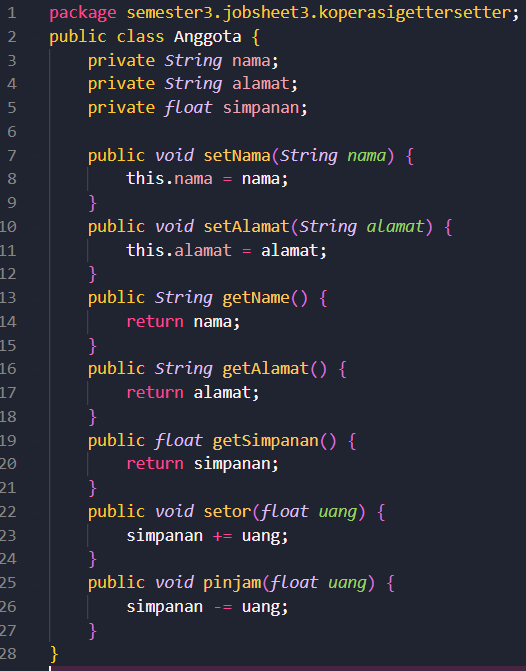 1 package semester3.jobsheet3.koperasigettersetter;
2 public class Anggota {
3     private String nama;
4     private String alamat;
5     private float simpanan;
6
7     public void setNama(String nama) {
8         this.nama = nama;
9     }
10     public void setAlamat(String alamat) {
11         this.alamat = alamat;
12     }
13     public String getName() {
14         return nama;
15     }
16     public String getAlamat() {
17         return alamat;
18     }
19     public float getSimpanan() {
20         return simpanan;
21     }
22     public void setor(float uang) {
23         simpanan += uang;
24     }
25     public void pinjam(float uang) {
26         simpanan -= uang;
27     }
28 }